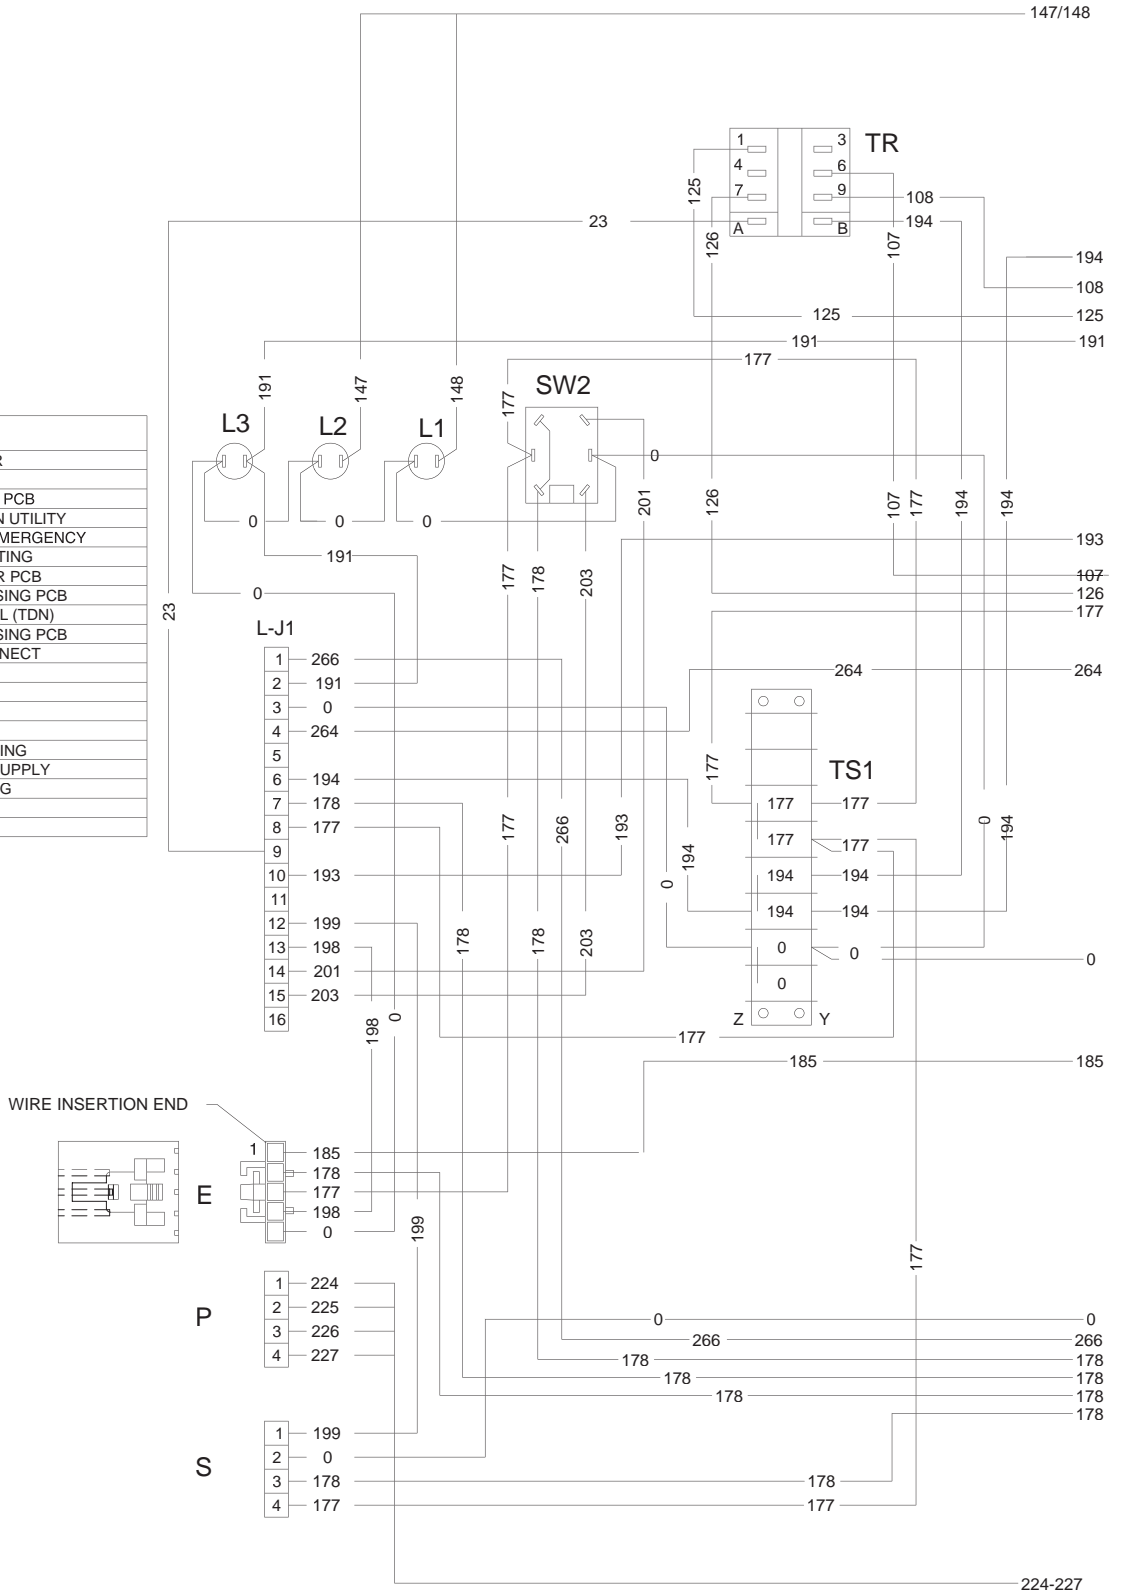 147/148
1 3 TR
4 6
7 9 108
125
23 A B 194
126 107
194
108
125 125
191 191
177
191 147 148 177 SW2
L3 L2 L1
0
R
PCB
N UTILITY
MERGENCY
TING
R PCB
SING PCB
L (TDN)
SING PCB
NECT
ING
UPPLY
G
201 126 107 177 194 194
0 0 0
193
191
177 178 203
107
0 126
23 177
L-J1
1 266
2 191 264 264
3 0
4 264
5 177 TS1
6 194
7 178 177 177
8 177 177 266 193 0 194
9 177 177
10 193 194 194 194
11 0
12 199 194 194
13 198 178 178 203 0 0
14 201 0
15 203 0
16 198 0 Z Y
177
185 185
WIRE INSERTION END
1 185
178
E 177
198
0 199
177
P
1 224
2 225
3 226
4 227
0 0
266 266
178 178
178 178
178 178
178
S
1 199
2 0
3 178 178
4 177 177
224-227